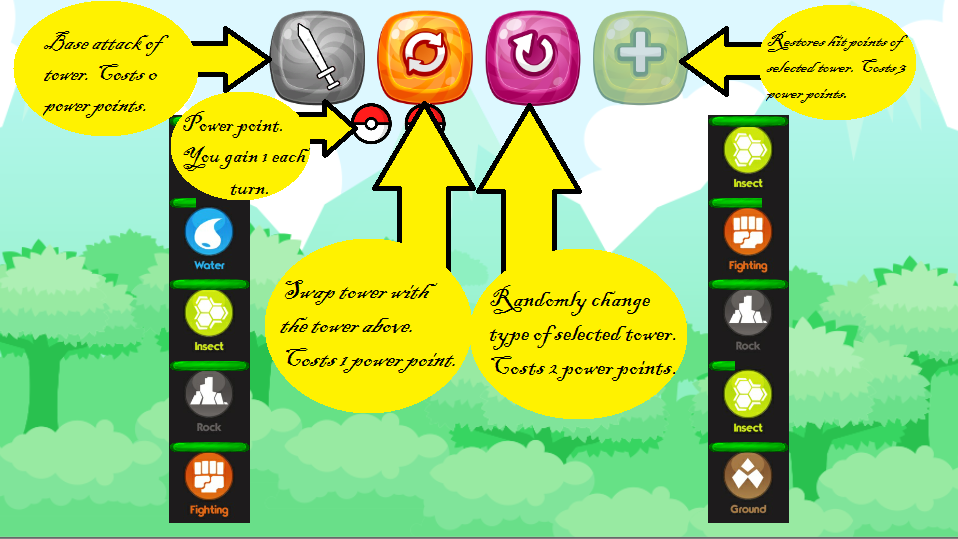 Base attack of
tower. Costs 0
power points.
Restores hit points of
selected tower. Costs 3
power points.
Power point.
You gain 1 each
turn.
Swap tower with
the tower above.
Costs 1 power point.
Randomly change
type of selected tower.
Costs 2 power points.
Water
Insect
Rock
Fighting
Insect
Fighting
Rock
Insect
Ground